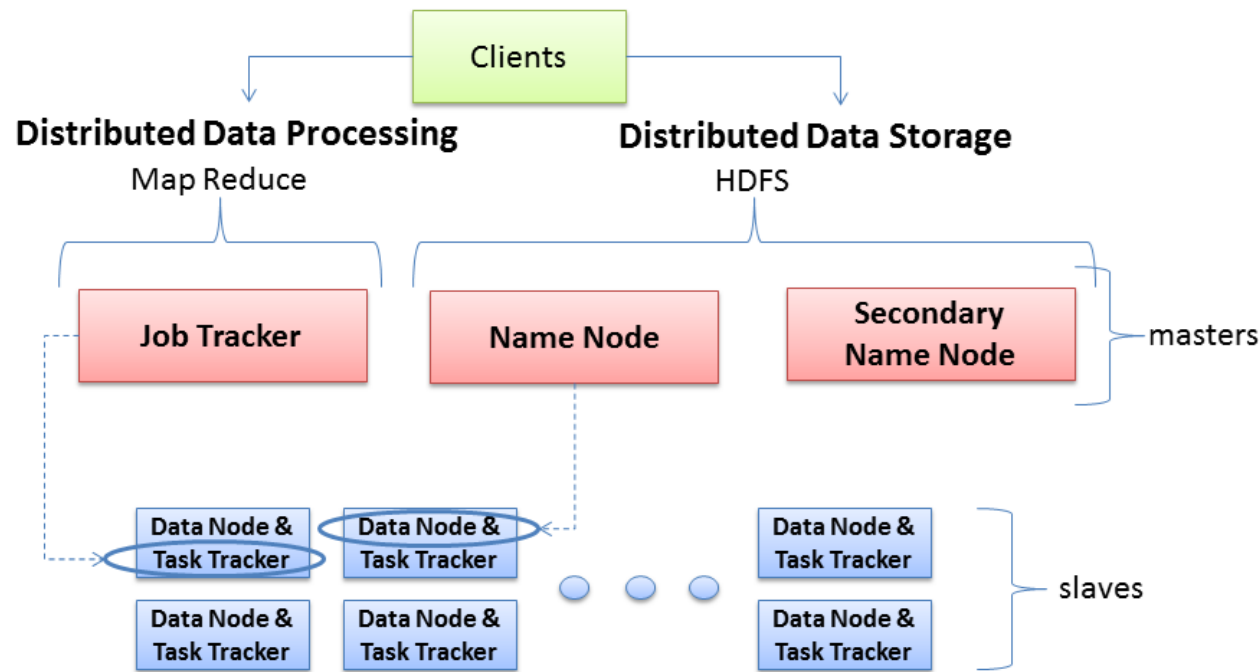 Clients
Distributed Data Processing
Map Reduce
Distributed Data Storage
HDFS
Job Tracker
Name Node
Secondary
Name Node
masters
Data Node &
Task Tracker
Data Node &
Task Tracker
Data Node &
Task Tracker
slaves
Data Node &
Task Tracker
Data Node &
Task Tracker
Data Node &
Task Tracker